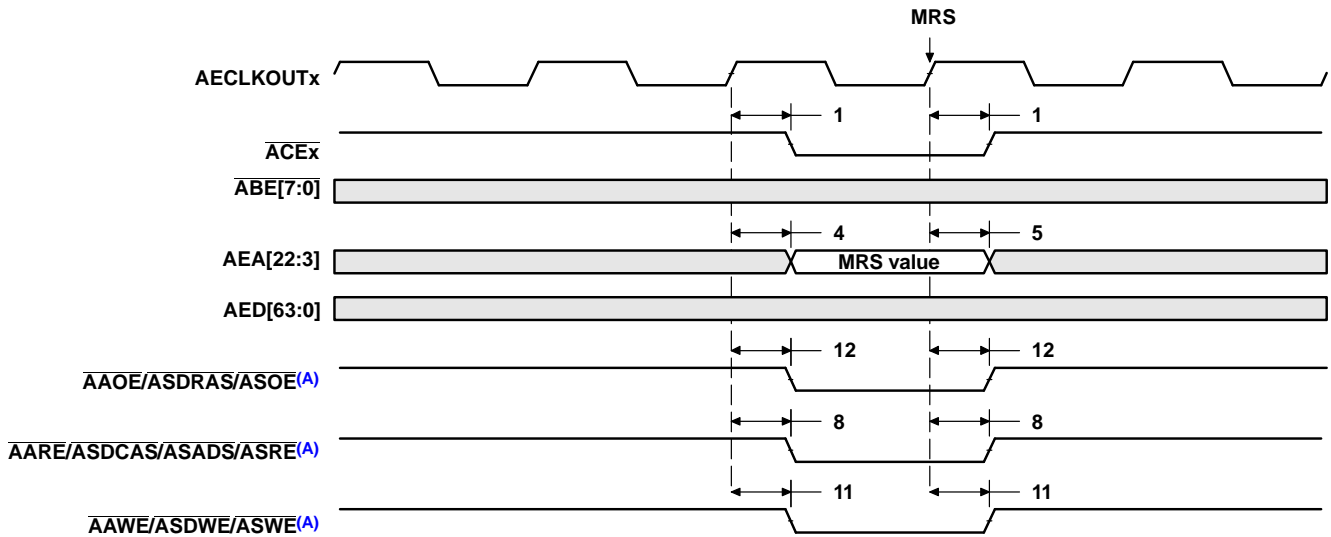 MRS
AECLKOUTx
1 1
ACEx
ABE[7:0]
4 5
AEA[22:3] MRS value
AED[63:0]
12 12
AAOE/ASDRAS/ASOE(A)
8 8
AARE/ASDCAS/ASADS/ASRE(A)
11 11
AAWE/ASDWE/ASWE(A)